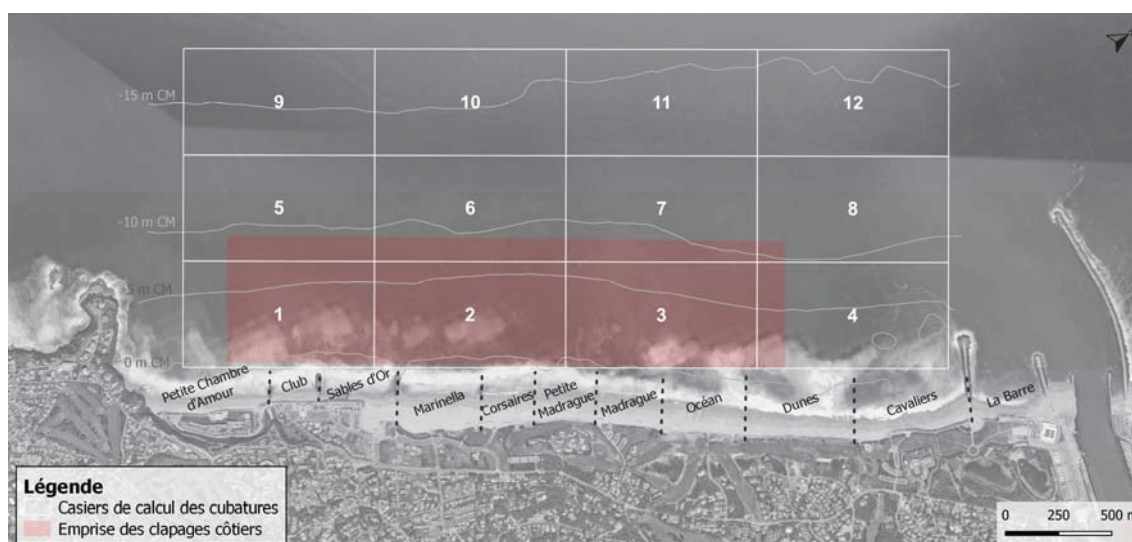 -15 m CM
9
10
11
12
5
6
7
8
-10 m CM
-5 m CM
1
2
3
4
0 m CM
Petite Chambre
d'Amour
Club
Sables d'Or
Marinella
Corsaires
Petite
Madrague
Madrague
Océan
Dunes
Cavaliers
La Barre
Légende
Casiers de calcul des cubatures
Emprise des clapages côtiers
0 250 500 m